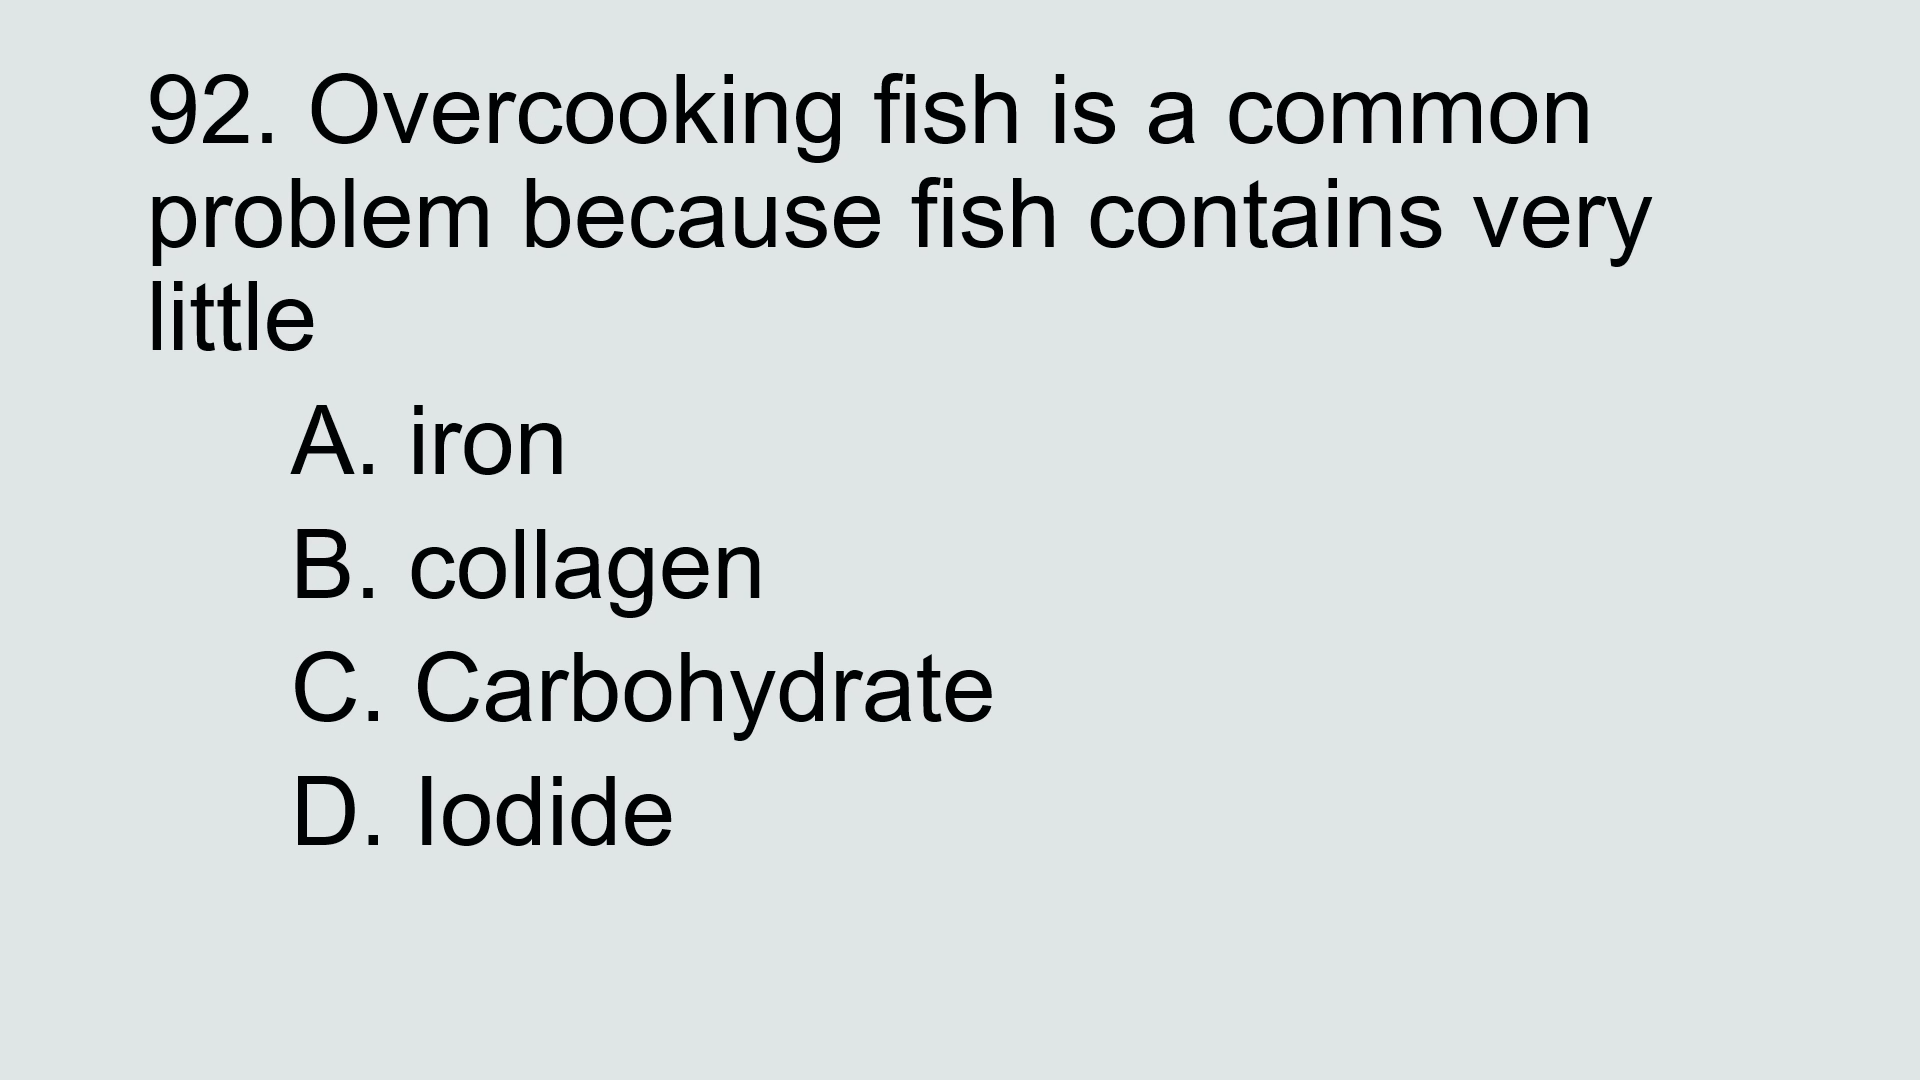 92. Overcooking fish is a common
problem because fish contains very
little
A. iron
B. collagen
C. Carbohydrate
D. Iodide